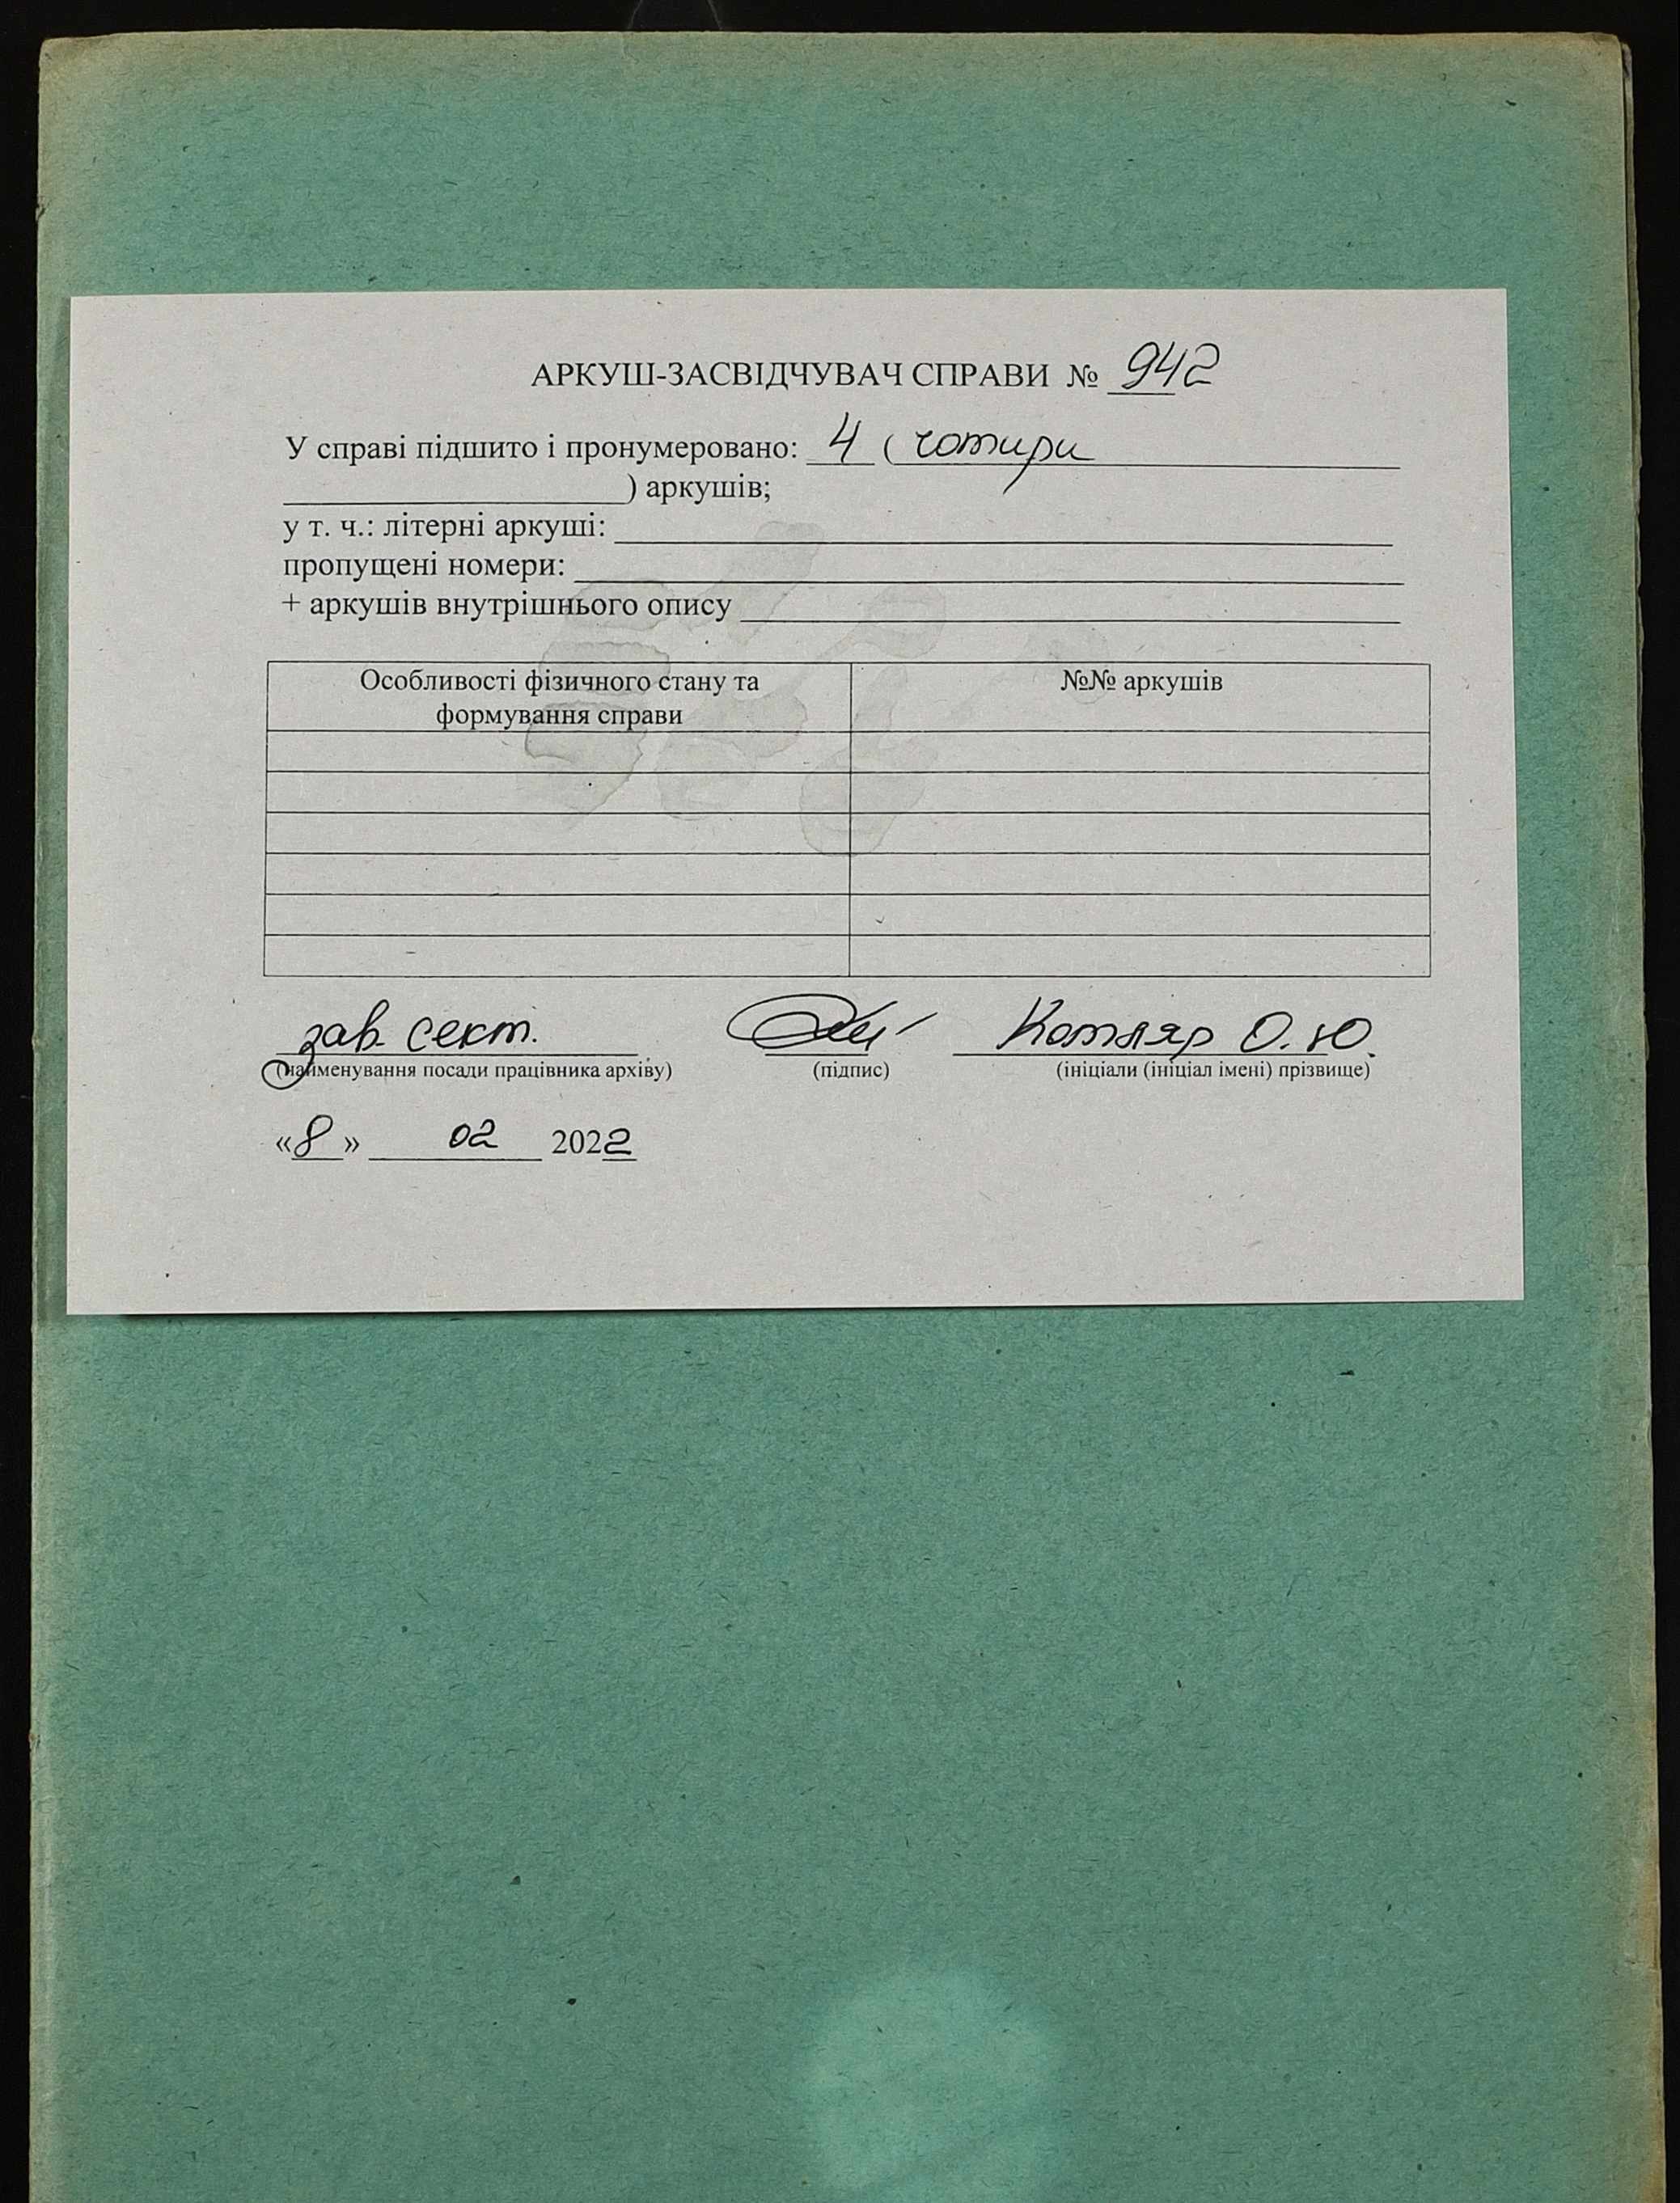 АРКУШ-ЗАСВІДЧУВАЧ СПРАВИ № 942
У справі підшито і пронумеровано: 4 ( чотири
) аркушів;
у т. ч.: літерні аркуші:
пропущені номери:
+ аркушів внутрішнього опису
Особливості фізичного стану та
формування справи
№№ аркушів
зав. сект. Котляр О. Ю.
(найменування посади працівника архіву) (підпис) (ініціали (ініціал імені) прізвище)
«8» 02 2022